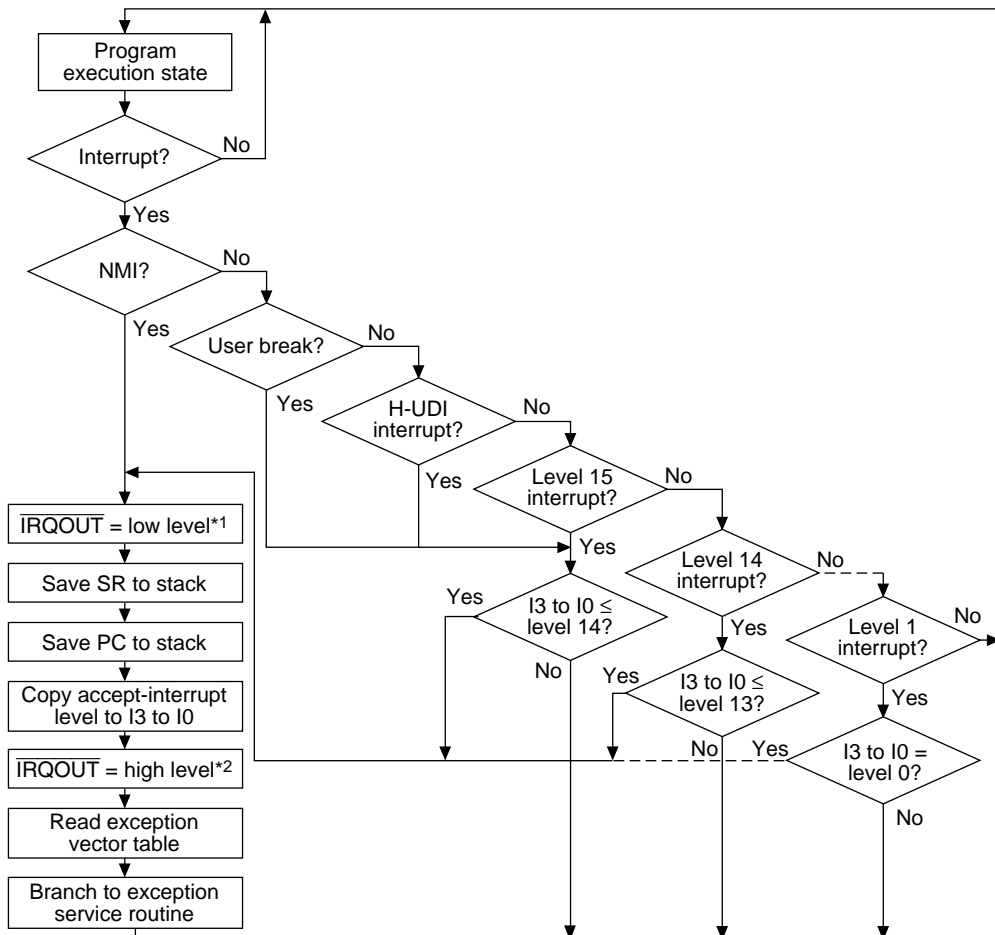 Program
execution state
Interrupt?
No
Yes
NMI?
No
Yes
User break?
No
Yes
H-UDI
interrupt?
No
Yes
Level 15
interrupt?
No
Yes
Level 14
interrupt?
No
Yes
Level 1
interrupt?
No
Yes
I3 to I0 ≤
level 14?
Yes
No
I3 to I0 ≤
level 13?
Yes
No
I3 to I0 =
level 0?
Yes
No
IRQOUT = low level*1
Save SR to stack
Save PC to stack
Copy accept-interrupt
level to I3 to I0
IRQOUT = high level*2
Read exception
vector table
Branch to exception
service routine